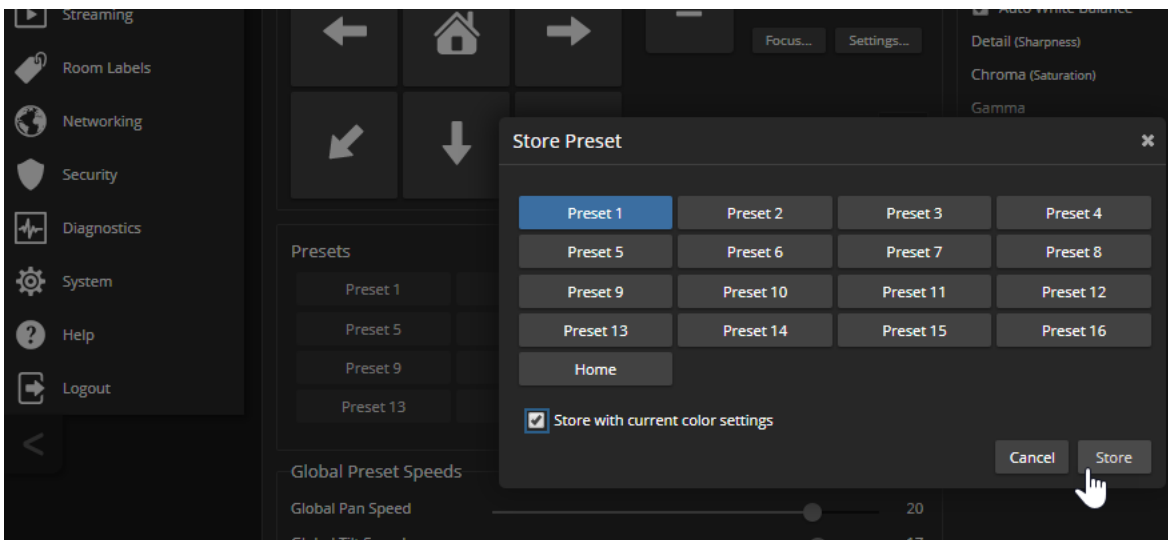 Streaming
Room Labels
Networking
Security
Diagnostics
System
Help
Logout
Focus... Settings...
Auto White Balance
Detail (Sharpness)
Chroma (Saturation)
Gamma
Presets
Preset 1
Preset 5
Preset 9
Preset 13
Global Preset Speeds
Global Pan Speed 20
Store Preset
Preset 1 Preset 2 Preset 3 Preset 4
Preset 5 Preset 6 Preset 7 Preset 8
Preset 9 Preset 10 Preset 11 Preset 12
Preset 13 Preset 14 Preset 15 Preset 16
Home
Store with current color settings
Cancel Store